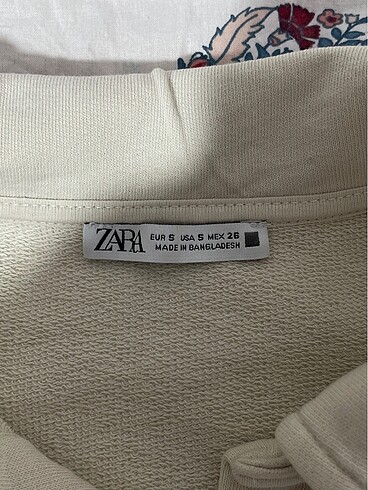 ZARA
EUR S USA S MEX 26
MADE IN BANGLADESH